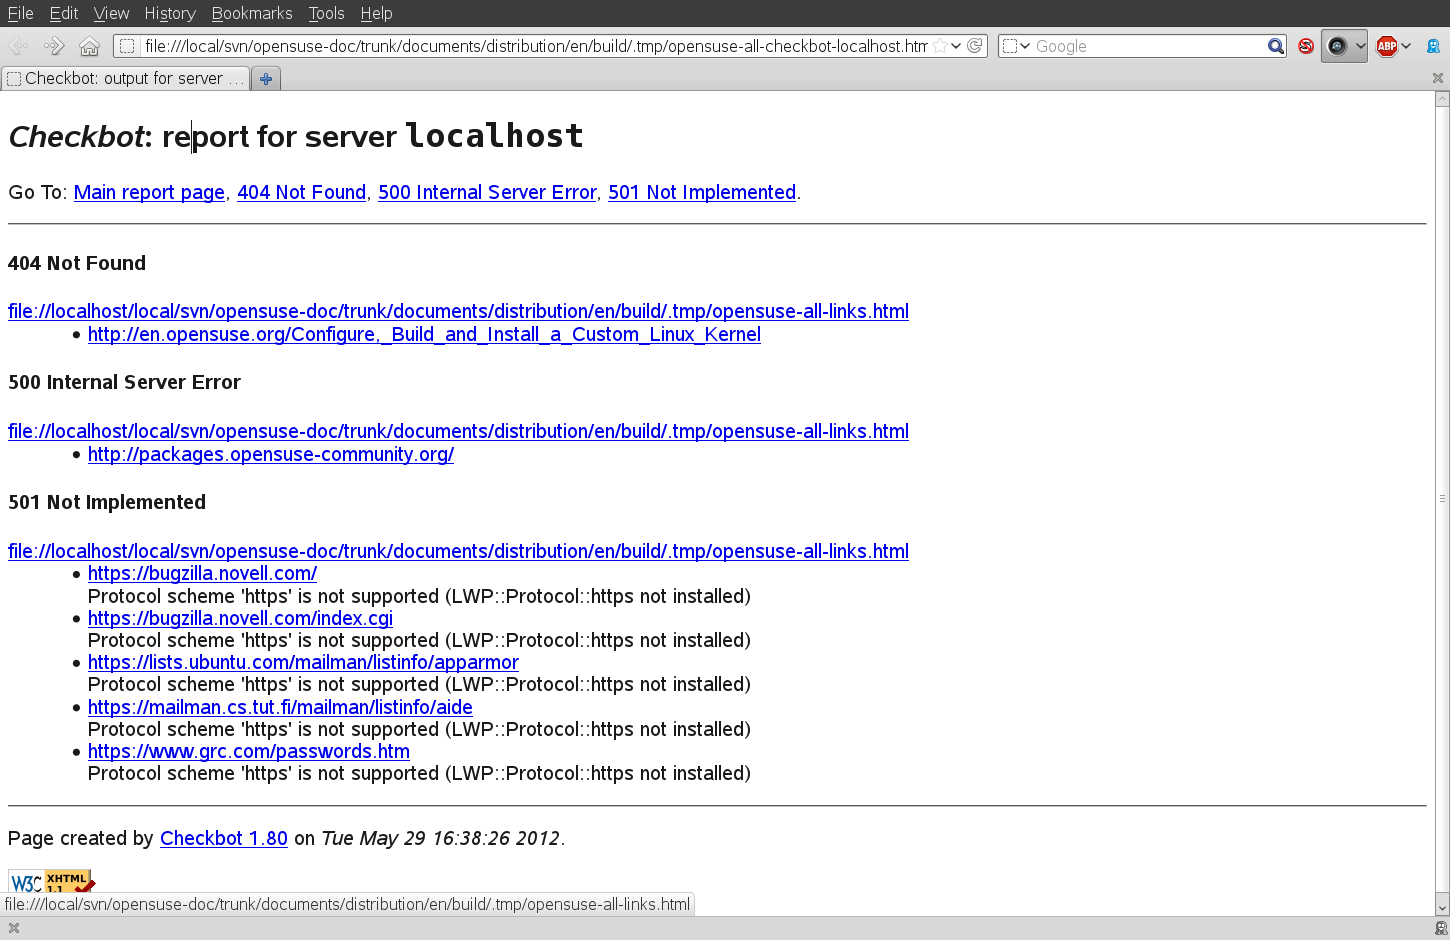 File Edit View History Bookmarks Tools Help
file:///local/svn/opensuse-doc/trunk/documents/distribution/en/build/.tmp/opensuse-all-checkbot-localhost.htm Google ABP
Checkbot: output for server ...
Checkbot: report for server localhost
Go To: Main report page, 404 Not Found, 500 Internal Server Error, 501 Not Implemented.
404 Not Found
file://localhost/local/svn/opensuse-doc/trunk/documents/distribution/en/build/.tmp/opensuse-all-links.html
• http://en.opensuse.org/Configure,_Build_and_Install_a_Custom_Linux_Kernel
500 Internal Server Error
file://localhost/local/svn/opensuse-doc/trunk/documents/distribution/en/build/.tmp/opensuse-all-links.html
• http://packages.opensuse-community.org/
501 Not Implemented
file://localhost/local/svn/opensuse-doc/trunk/documents/distribution/en/build/.tmp/opensuse-all-links.html
• https://bugzilla.novell.com/
Protocol scheme 'https' is not supported (LWP::Protocol::https not installed)
• https://bugzilla.novell.com/index.cgi
Protocol scheme 'https' is not supported (LWP::Protocol::https not installed)
• https://lists.ubuntu.com/mailman/listinfo/apparmor
Protocol scheme 'https' is not supported (LWP::Protocol::https not installed)
• https://mailman.cs.tut.fi/mailman/listinfo/aide
Protocol scheme 'https' is not supported (LWP::Protocol::https not installed)
• https://www.grc.com/passwords.htm
Protocol scheme 'https' is not supported (LWP::Protocol::https not installed)
Page created by Checkbot 1.80 on Tue May 29 16:38:26 2012.
W3C XHTML 1.1
file:///local/svn/opensuse-doc/trunk/documents/distribution/en/build/.tmp/opensuse-all-links.html